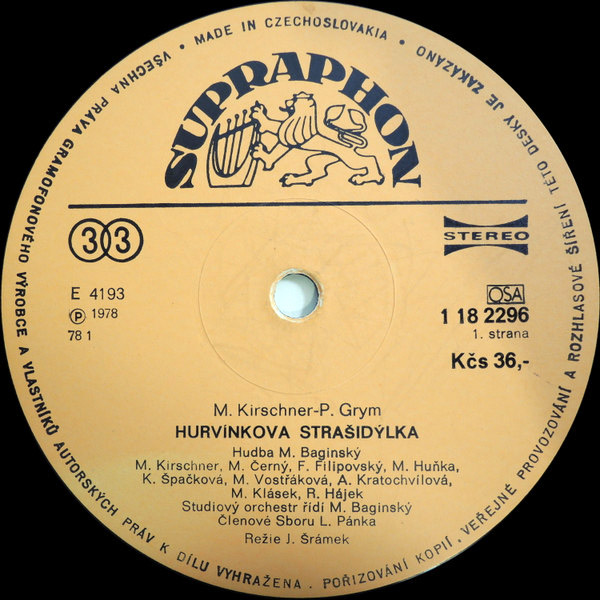 MADE IN CZECHOSLOVAKIA • VŠECHNA PRÁVA GRAMOFONOVÉHO VÝROBCE A VLASTNÍKŮ AUTORSKÝCH PRÁV K DÍLU VYHRAŽENA. POŘIZOVÁNÍ KOPIÍ, VEŘEJNÉ PROVOZOVÁNÍ A ROZHLASOVÉ ŠÍŘENÍ TÉTO DESKY JE ZAKÁZÁNO •
SUPRAPHON
33
STEREO
E 4193
℗ 1978
78 1
OSA
1 18 2296
1. strana
Kčs 36,-
M. Kirschner-P. Grym
HURVÍNKOVA STRAŠIDÝLKA
Hudba M. Baginský
M. Kirschner, M. Černý, F. Filipovský, M. Huňka,
K. Špačková, M. Vostřáková, A. Kratochvílová,
M. Klásek, R. Hájek
Studiový orchestr řídí M. Baginský
Členové Sboru L. Pánka
Režie J. Šrámek